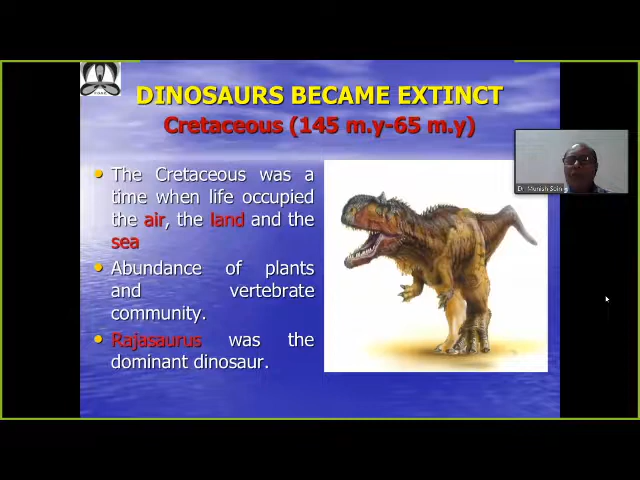 DINOSAURS BECAME EXTINCT
Cretaceous (145 m.y-65 m.y)
The Cretaceous was a
time when life occupied
the air, the land and the
sea
Abundance of plants
and vertebrate
community.
Rajasaurus was the
dominant dinosaur.